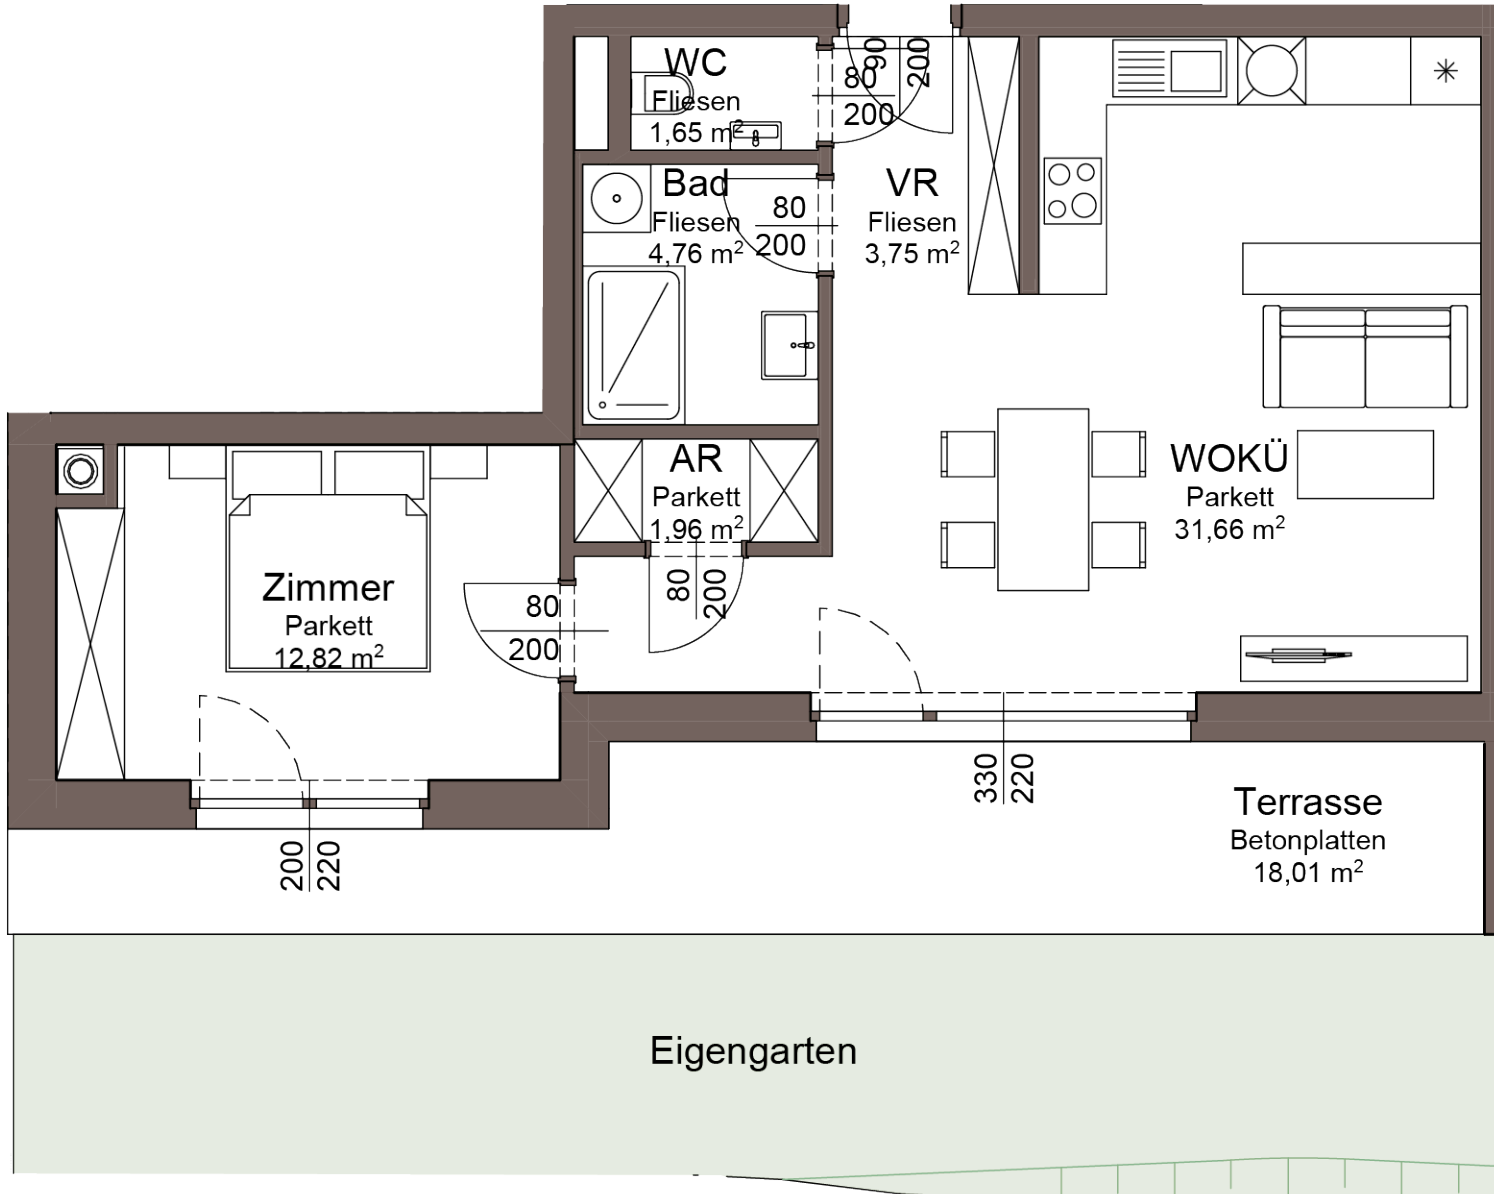 WC
Fliesen
1,65 m²
80
200
90
200
Bad
Fliesen
4,76 m²
80
200
VR
Fliesen
3,75 m²
AR
Parkett
1,96 m²
80
200
WOKÜ
Parkett
31,66 m²
Zimmer
Parkett
12,82 m²
80
200
200
220
330
220
Terrasse
Betonplatten
18,01 m²
Eigengarten